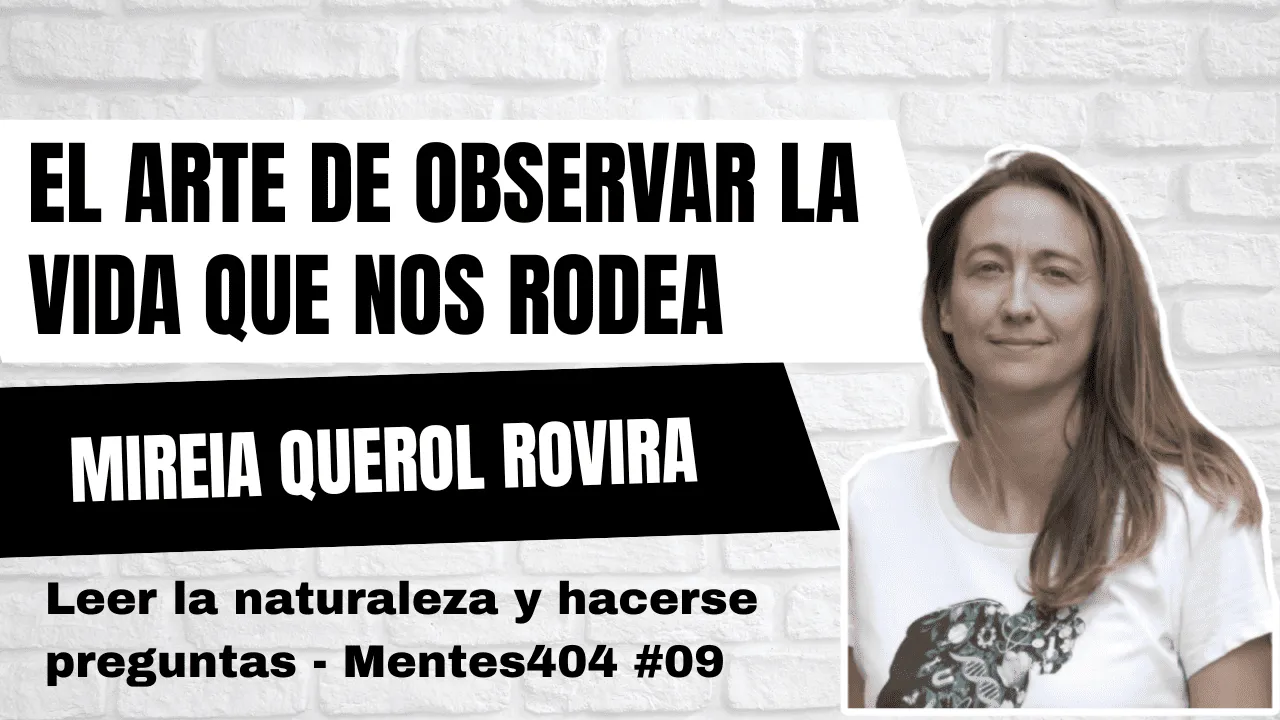 EL ARTE DE OBSERVAR LA
VIDA QUE NOS RODEA
MIREIA QUEROL ROVIRA
Leer la naturaleza y hacerse
preguntas - Mentes404 #09